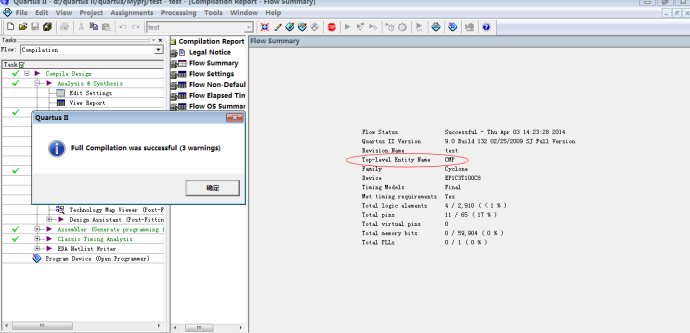 Quartus II - d:/quartus ii/quartus/Myprj/test - test - [Compilation Report - Flow Summary]
File Edit View Project Assignments Processing Tools Window Help
test
Tasks
Flow: Compilation
Task
Compile Design
Analysis & Synthesis
Edit Settings
View Report
Technology Map Viewer (Post-F
Design Assistant (Post-Fittin
Assembler (Generate programming f
Classic Timing Analysis
EDA Netlist Writer
Program Device (Open Programmer)
Quartus II
Full Compilation was successful (3 warnings)
确定
Compilation Report
Legal Notice
Flow Summary
Flow Settings
Flow Non-Defaul
Flow Elapsed Tim
Flow OS Summar
Flow Summary
Flow Status Successful - Thu Apr 03 14:23:28 2014
Quartus II Version 9.0 Build 132 02/25/2009 SJ Full Version
Revision Name test
Top-level Entity Name CMP
Family Cyclone
Device EP1C3T100C8
Timing Models Final
Met timing requirements Yes
Total logic elements 4 / 2,910 ( < 1 % )
Total pins 11 / 65 ( 17 % )
Total virtual pins 0
Total memory bits 0 / 59,904 ( 0 % )
Total PLLs 0 / 1 ( 0 % )